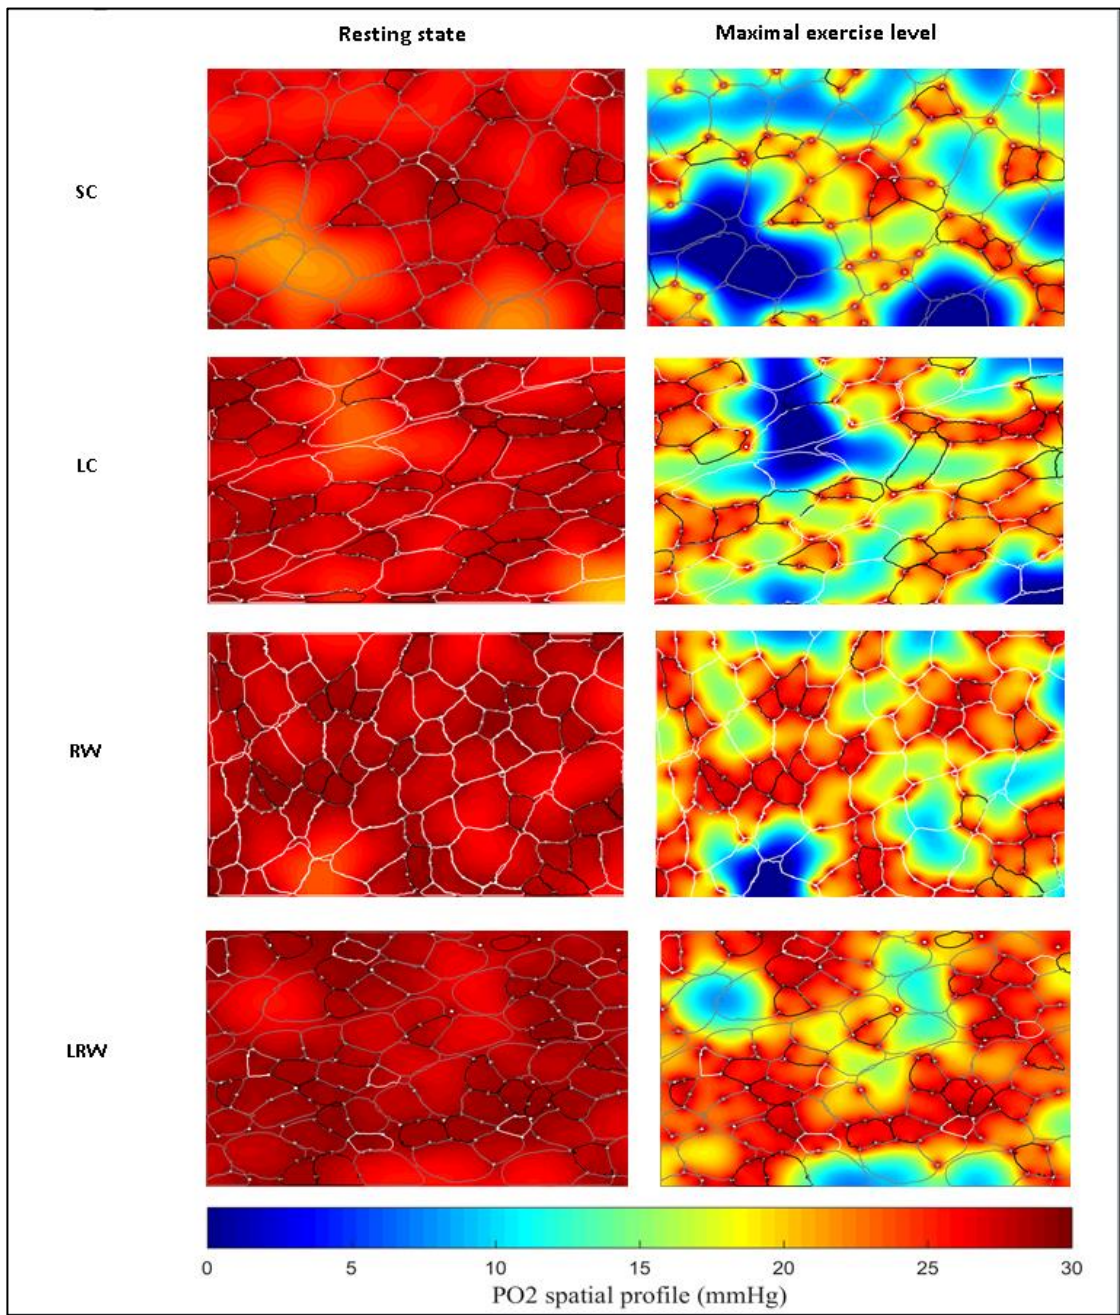 Resting state Maximal exercise level
SC
LC
RW
LRW
0 5 10 15 20 25 30
PO2 spatial profile (mmHg)